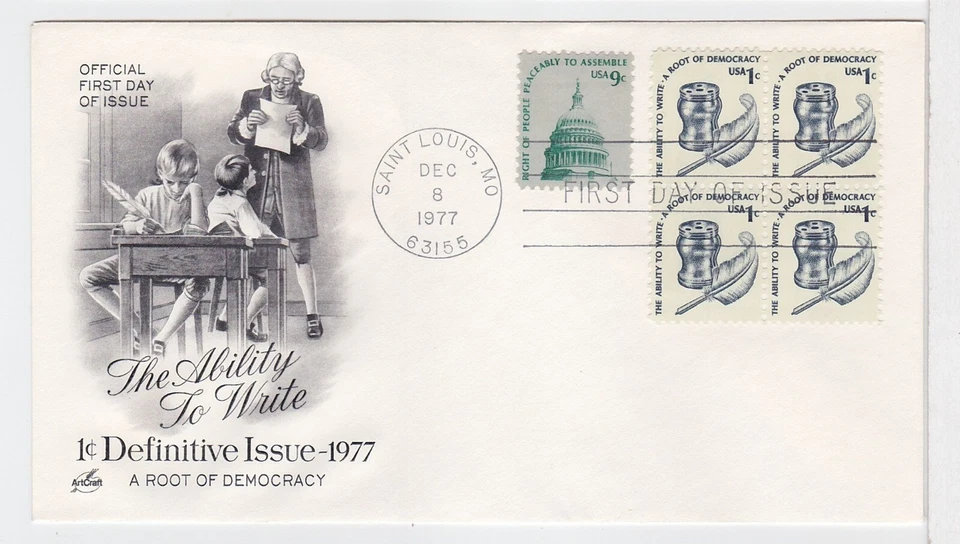 OFFICIAL
FIRST DAY
OF ISSUE
SAINT LOUIS, MO
DEC
8
1977
63155
RIGHT OF PEOPLE PEACEABLY TO ASSEMBLE
USA 9c
THE ABILITY TO WRITE · A ROOT OF DEMOCRACY
USA 1c
THE ABILITY TO WRITE · A ROOT OF DEMOCRACY
USA 1c
FIRST DAY OF ISSUE
THE ABILITY TO WRITE · A ROOT OF DEMOCRACY
USA 1c
THE ABILITY TO WRITE · A ROOT OF DEMOCRACY
USA 1c
The Ability
To Write
1¢ Definitive Issue-1977
ArtCraft
A ROOT OF DEMOCRACY